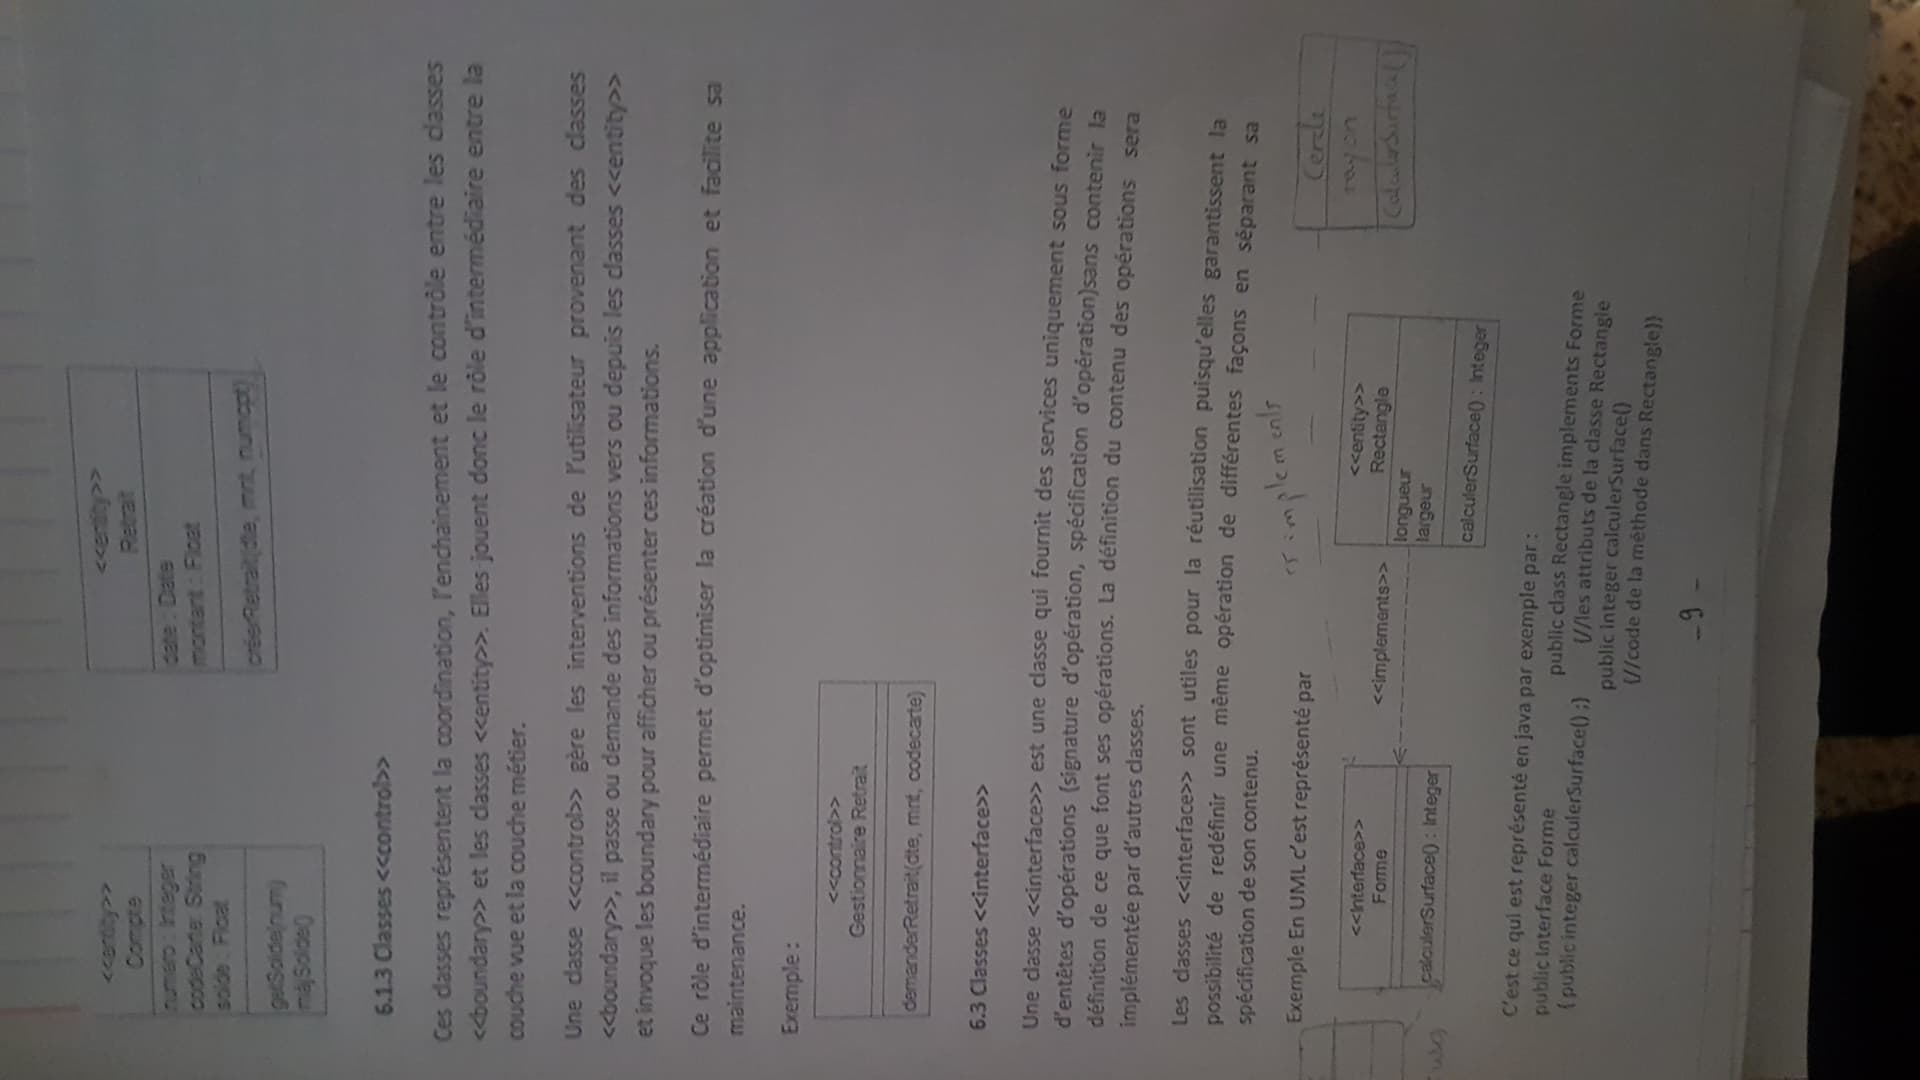 <<entity>>
Compte
numero : Integer
codeCarte: String
solde : Float
getSolde(num)
màjSolde()
<<entity>>
Retrait
date : Date
montant : Float
créerRetrait(dte, mnt, numcpt)
6.1.3 Classes <<control>>
Ces classes représentent la coordination, l'enchainement et le contrôle entre les classes
<<boundary>> et les classes <<entity>>. Elles jouent donc le rôle d'intermédiaire entre la
couche vue et la couche métier.
Une classe <<control>> gère les interventions de l'utilisateur provenant des classes
<<boundary>>, il passe ou demande des informations vers ou depuis les classes <<entity>>
et invoque les boundary pour afficher ou présenter ces informations.
Ce rôle d'intermédiaire permet d'optimiser la création d'une application et facilite sa
maintenance.
Exemple :
<<control>>
Gestionnaire Retrait
demanderRetrait(dte, mnt, codecarte)
6.3 Classes <<interface>>
Une classe <<interface>> est une classe qui fournit des services uniquement sous forme
d'entêtes d'opérations (signature d'opération, spécification d'opération)sans contenir la
définition de ce que font ses opérations. La définition du contenu des opérations sera
implémentée par d'autres classes.
Les classes <<interface>> sont utiles pour la réutilisation puisqu'elles garantissent la
possibilité de redéfinir une même opération de différentes façons en séparant sa
spécification de son contenu.
Exemple En UML c'est représenté par
implements
Cercle
rayon
CalculerSurface()
<<Interface>>
Forme
calculerSurface() : Integer
<<implements>>
<<entity>>
Rectangle
longueur
largeur
calculerSurface() : Integer
C'est ce qui est représenté en java par exemple par :
public Interface Forme
{ public integer calculerSurface() ;}
public class Rectangle implements Forme
{//les attributs de la classe Rectangle
public integer calculerSurface()
{//code de la méthode dans Rectangle}}
- 9 -